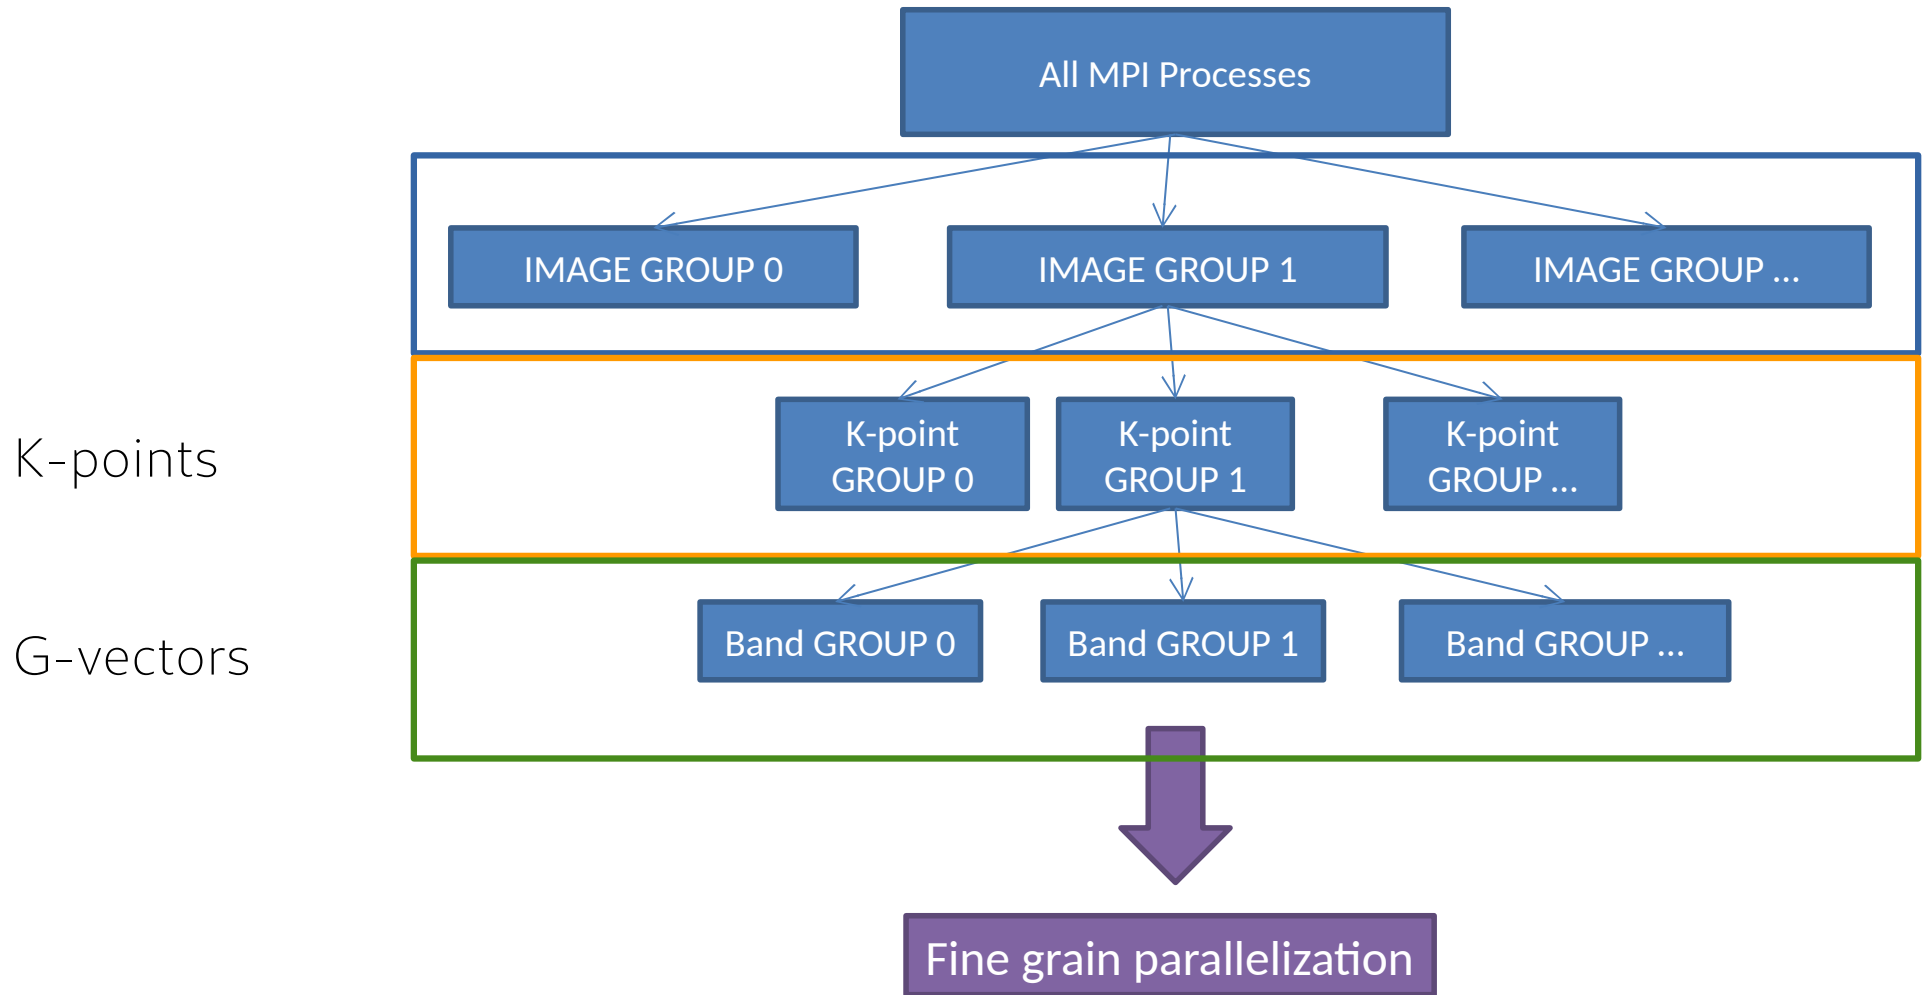 All MPI Processes
IMAGE GROUP 0
IMAGE GROUP 1
IMAGE GROUP ...
K-points
K-point
GROUP 0
K-point
GROUP 1
K-point
GROUP ...
G-vectors
Band GROUP 0
Band GROUP 1
Band GROUP ...
Fine grain parallelization